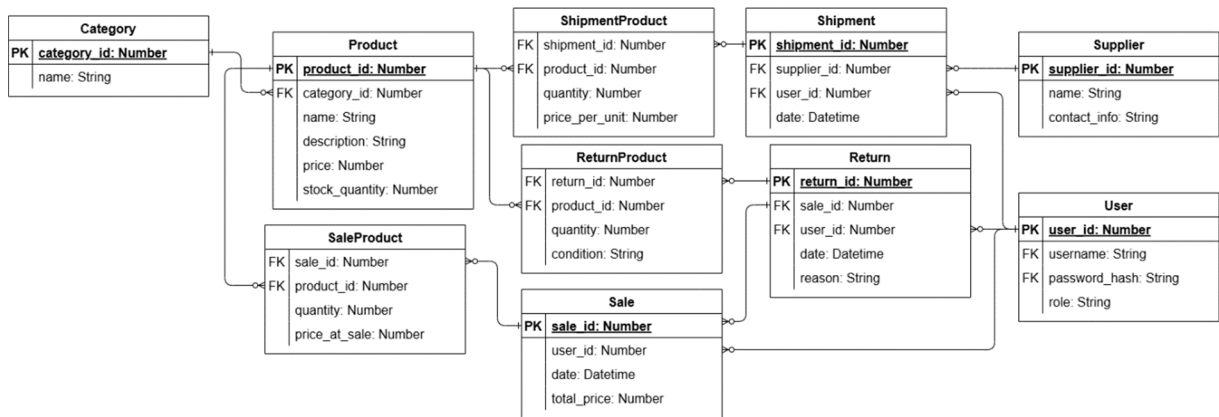 Category
PK category_id: Number
name: String
Product
PK product_id: Number
FK category_id: Number
name: String
description: String
price: Number
stock_quantity: Number
ShipmentProduct
FK shipment_id: Number
FK product_id: Number
quantity: Number
price_per_unit: Number
Shipment
PK shipment_id: Number
FK supplier_id: Number
FK user_id: Number
date: Datetime
Supplier
PK supplier_id: Number
name: String
contact_info: String
ReturnProduct
FK return_id: Number
FK product_id: Number
quantity: Number
condition: String
Return
PK return_id: Number
FK sale_id: Number
FK user_id: Number
date: Datetime
reason: String
User
PK user_id: Number
FK username: String
FK password_hash: String
role: String
SaleProduct
FK sale_id: Number
FK product_id: Number
quantity: Number
price_at_sale: Number
Sale
PK sale_id: Number
user_id: Number
date: Datetime
total_price: Number